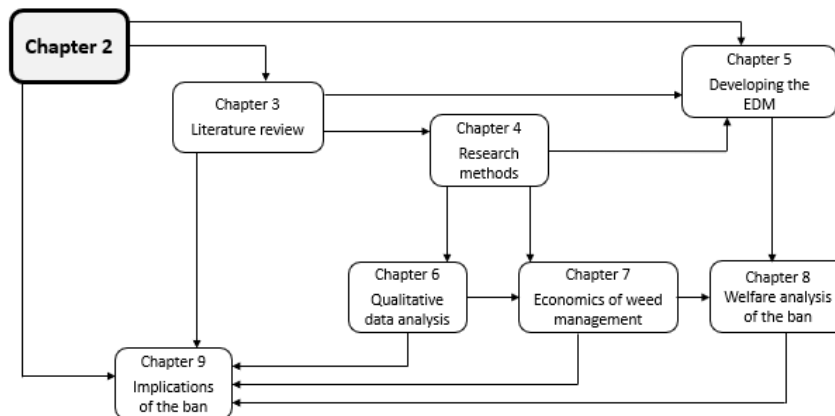 Chapter 2
Chapter 5
Developing the
EDM
Chapter 3
Literature review
Chapter 4
Research
methods
Chapter 6
Qualitative
data analysis
Chapter 7
Economics of weed
management
Chapter 8
Welfare analysis
of the ban
Chapter 9
Implications
of the ban